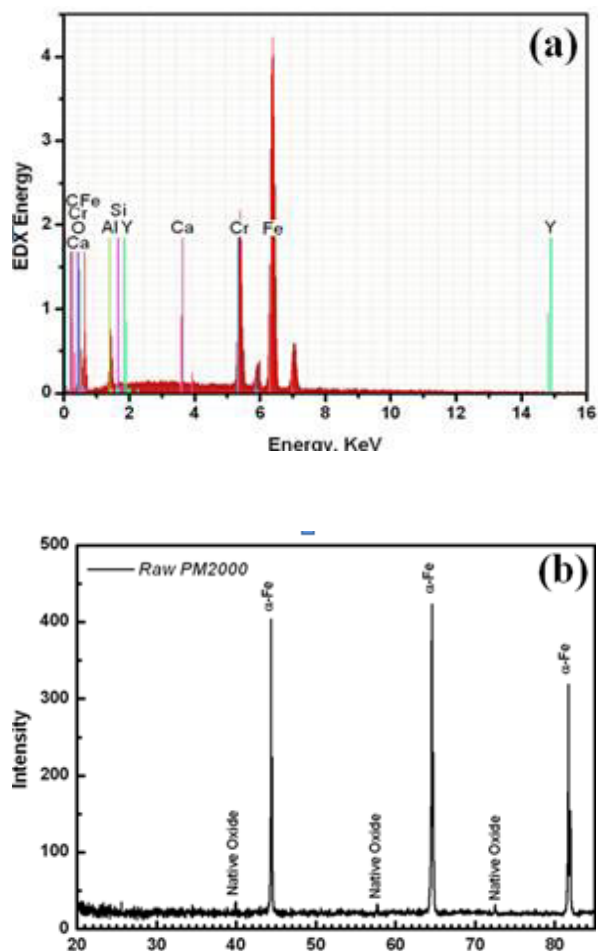 (a)
4
3
2
1
0
EDX Energy
CFe
Cr
O
Ca
Si
Al Y
Ca
Cr
Fe
Y
0 2 4 6 8 10 12 14 16
Energy, KeV
(b)
500
400
300
200
100
0
Intensity
Raw PM2000
α-Fe
α-Fe
α-Fe
Native Oxide
Native Oxide
Native Oxide
20 30 40 50 60 70 80